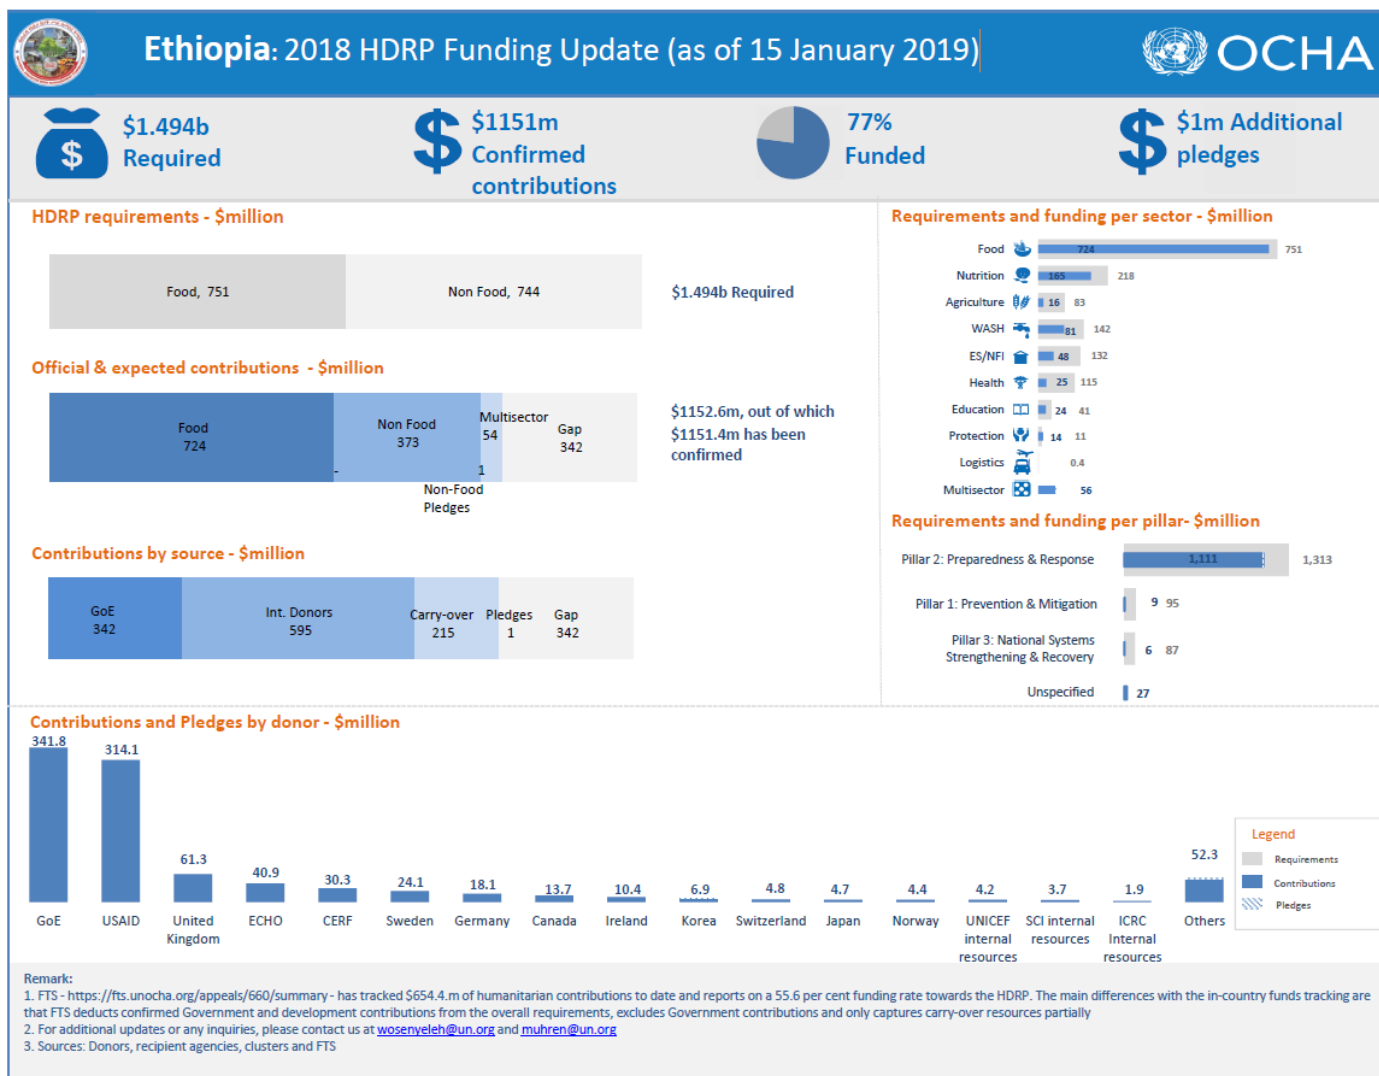 Ethiopia: 2018 HDRP Funding Update (as of 15 January 2019)
OCHA
$1.494b
Required
$1151m
Confirmed
contributions
77%
Funded
$1m Additional
pledges
HDRP requirements - $million
Food, 751
Non Food, 744
$1.494b Required
Official & expected contributions - $million
Food
724
Non Food
373
Multisector
54
Gap
342
-
1
Non-Food
Pledges
$1152.6m, out of which
$1151.4m has been
confirmed
Contributions by source - $million
GoE
342
Int. Donors
595
Carry-over
215
Pledges
1
Gap
342
Requirements and funding per sector - $million
Food 724 751
Nutrition 165 218
Agriculture 16 83
WASH 81 142
ES/NFI 48 132
Health 25 115
Education 24 41
Protection 14 11
Logistics 0.4
Multisector 56
Requirements and funding per pillar- $million
Pillar 2: Preparedness & Response 1,111 1,313
Pillar 1: Prevention & Mitigation 9 95
Pillar 3: National Systems
Strengthening & Recovery 6 87
Unspecified 27
Contributions and Pledges by donor - $million
341.8 314.1 61.3 40.9 30.3 24.1 18.1 13.7 10.4 6.9 4.8 4.7 4.4 4.2 3.7 1.9 52.3
GoE
USAID
United
Kingdom
ECHO
CERF
Sweden
Germany
Canada
Ireland
Korea
Switzerland
Japan
Norway
UNICEF
internal
resources
SCI internal
resources
ICRC
Internal
resources
Others
Legend
Requirements
Contributions
Pledges
Remark:
1. FTS - https://fts.unocha.org/appeals/660/summary - has tracked $654.4.m of humanitarian contributions to date and reports on a 55.6 per cent funding rate towards the HDRP. The main differences with the in-country funds tracking are
that FTS deducts confirmed Government and development contributions from the overall requirements, excludes Government contributions and only captures carry-over resources partially
2. For additional updates or any inquiries, please contact us at wosenyeleh@un.org and muhren@un.org
3. Sources: Donors, recipient agencies, clusters and FTS